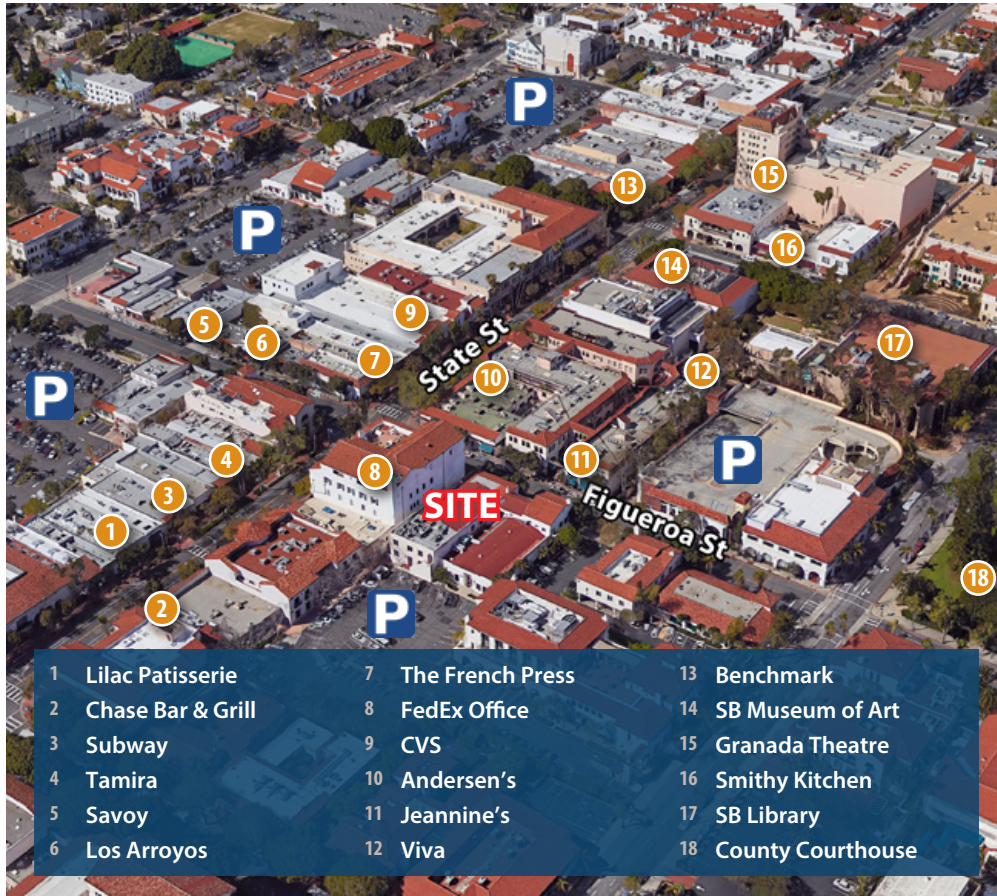 P
13
15
P
16
14
9
5
17
6
State St
7
12
10
P
4
P
8
11
3
SITE
Figueroa St
1
18
2
P
1 Lilac Patisserie
2 Chase Bar & Grill
3 Subway
4 Tamira
5 Savoy
6 Los Arroyos
7 The French Press
8 FedEx Office
9 CVS
10 Andersen's
11 Jeannine's
12 Viva
13 Benchmark
14 SB Museum of Art
15 Granada Theatre
16 Smithy Kitchen
17 SB Library
18 County Courthouse